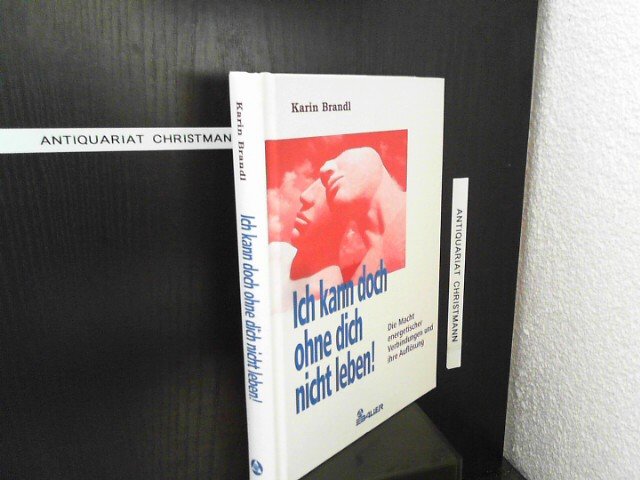 ANTIQUARIAT CHRISTMAN
Karin Brandl
Ich kann doch ohne dich nicht leben!
Karin Brandl
Ich kann doch
ohne dich
nicht leben!
Die Macht
energetischer
Verbindungen und
ihre Auflösung
BAUER
ANTIQUARIAT CHRISTMANN